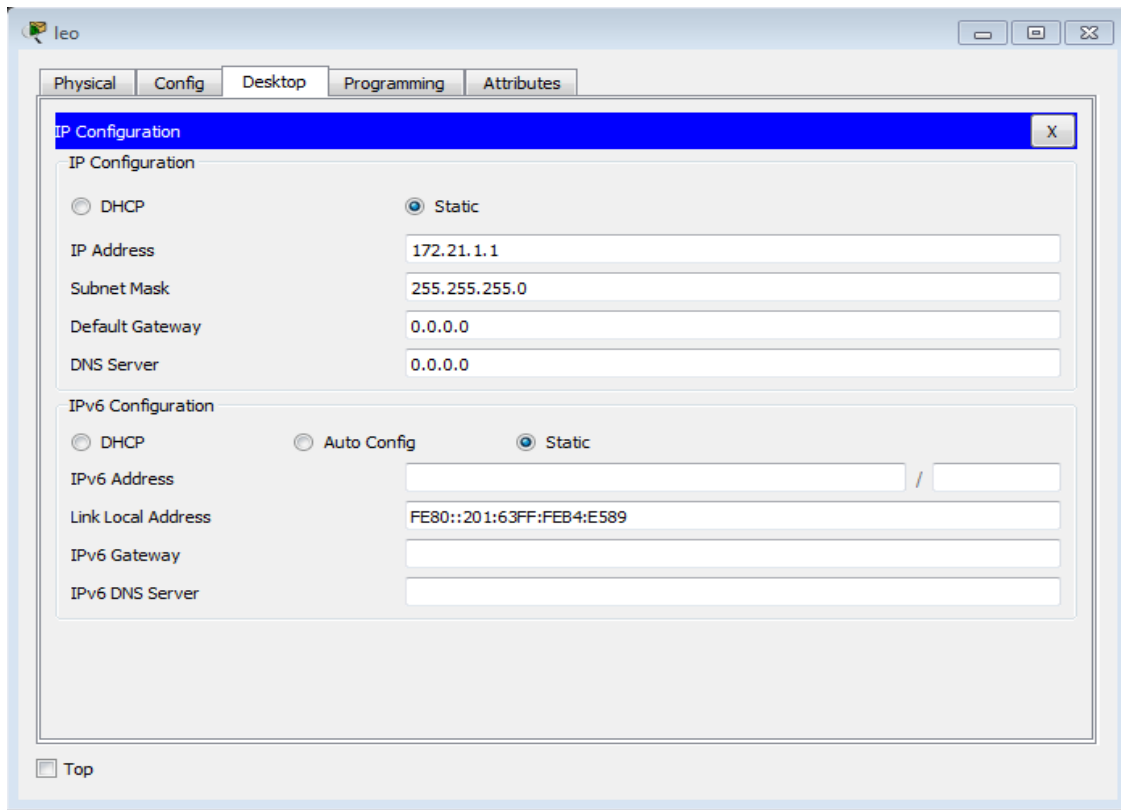 leo
Physical Config Desktop Programming Attributes
IP Configuration X
IP Configuration
DHCP Static
IP Address 172.21.1.1
Subnet Mask 255.255.255.0
Default Gateway 0.0.0.0
DNS Server 0.0.0.0
IPv6 Configuration
DHCP Auto Config Static
IPv6 Address /
Link Local Address FE80::201:63FF:FEB4:E589
IPv6 Gateway
IPv6 DNS Server
Top